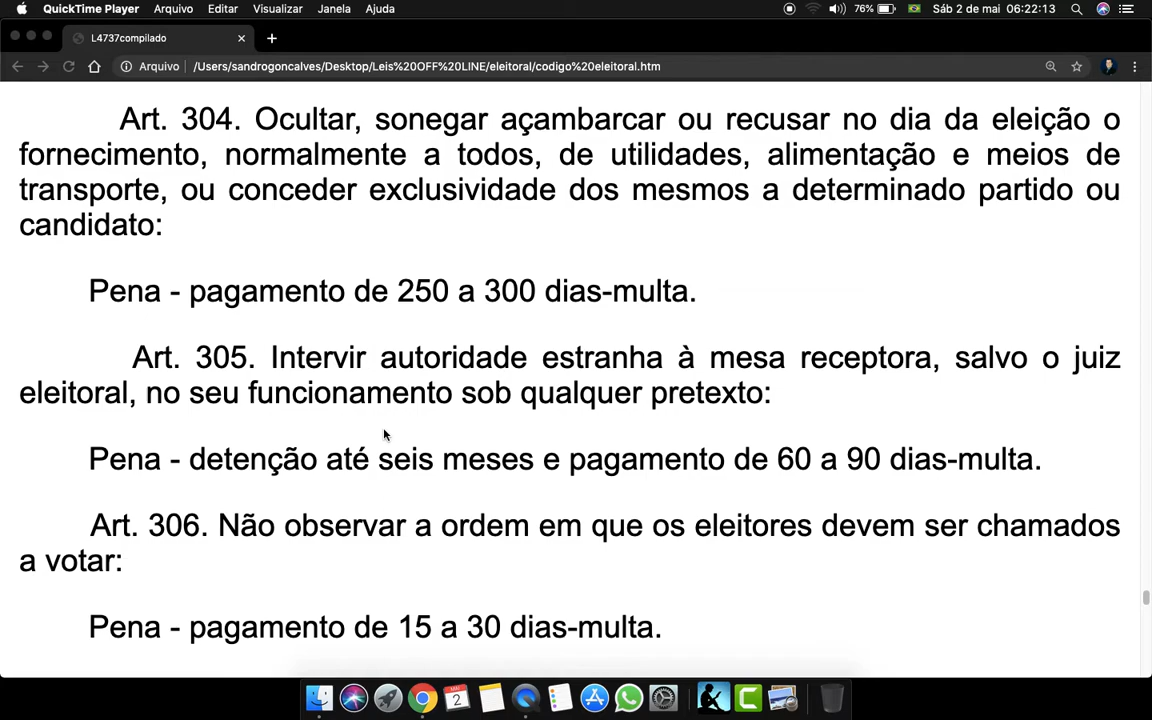 QuickTime Player Arquivo Editar Visualizar Janela Ajuda 76% Sáb 2 de mai 06:22:13
L4737compilado
Arquivo /Users/sandrogoncalves/Desktop/Leis%20OFF%20LINE/eleitoral/codigo%20eleitoral.htm
Art. 304. Ocultar, sonegar açambarcar ou recusar no dia da eleição o
fornecimento, normalmente a todos, de utilidades, alimentação e meios de
transporte, ou conceder exclusividade dos mesmos a determinado partido ou
candidato:
Pena - pagamento de 250 a 300 dias-multa.
Art. 305. Intervir autoridade estranha à mesa receptora, salvo o juiz
eleitoral, no seu funcionamento sob qualquer pretexto:
Pena - detenção até seis meses e pagamento de 60 a 90 dias-multa.
Art. 306. Não observar a ordem em que os eleitores devem ser chamados
a votar:
Pena - pagamento de 15 a 30 dias-multa.
2